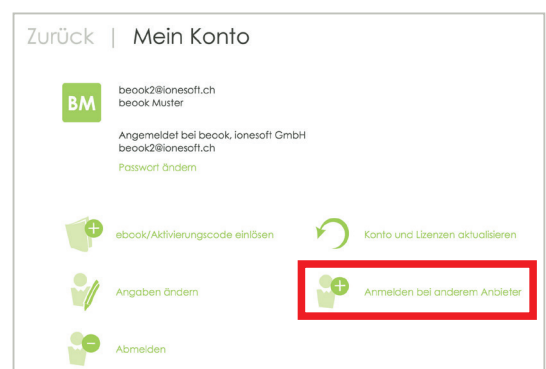 Zurück | Mein Konto
BM
beook2@ionesoft.ch
beook Muster
Angemeldet bei beook, ionesoft GmbH
beook2@ionesoft.ch
Passwort ändern
ebook/Aktivierungscode einlösen
Konto und Lizenzen aktualisieren
Angaben ändern
Anmelden bei anderem Anbieter
Abmelden